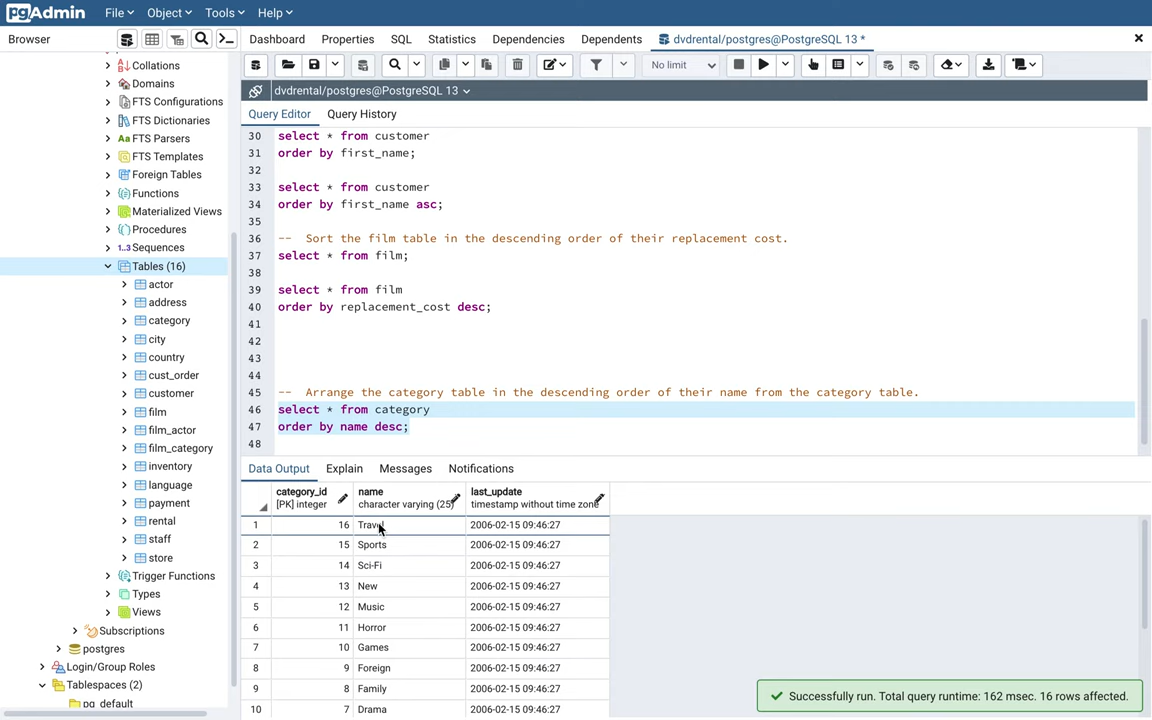 pgAdmin File Object Tools Help
Browser Dashboard Properties SQL Statistics Dependencies Dependents dvdrental/postgres@PostgreSQL 13 *
No limit
dvdrental/postgres@PostgreSQL 13
Query Editor Query History
Collations
Domains
FTS Configurations
FTS Dictionaries
Aa FTS Parsers
FTS Templates
Foreign Tables
Functions
Materialized Views
Procedures
1..3 Sequences
Tables (16)
actor
address
category
city
country
cust_order
customer
film
film_actor
film_category
inventory
language
payment
rental
staff
store
Trigger Functions
Types
Views
Subscriptions
postgres
Login/Group Roles
Tablespaces (2)
pg_default
30 select * from customer
31 order by first_name;
32
33 select * from customer
34 order by first_name asc;
35
36 -- Sort the film table in the descending order of their replacement cost.
37 select * from film;
38
39 select * from film
40 order by replacement_cost desc;
41
42
43
44
45 -- Arrange the category table in the descending order of their name from the category table.
46 select * from category
47 order by name desc;
48
Data Output Explain Messages Notifications
category_id name last_update
[PK] integer character varying (25) timestamp without time zone
1 16 Travel 2006-02-15 09:46:27
2 15 Sports 2006-02-15 09:46:27
3 14 Sci-Fi 2006-02-15 09:46:27
4 13 New 2006-02-15 09:46:27
5 12 Music 2006-02-15 09:46:27
6 11 Horror 2006-02-15 09:46:27
7 10 Games 2006-02-15 09:46:27
8 9 Foreign 2006-02-15 09:46:27
9 8 Family 2006-02-15 09:46:27
10 7 Drama 2006-02-15 09:46:27
Successfully run. Total query runtime: 162 msec. 16 rows affected.